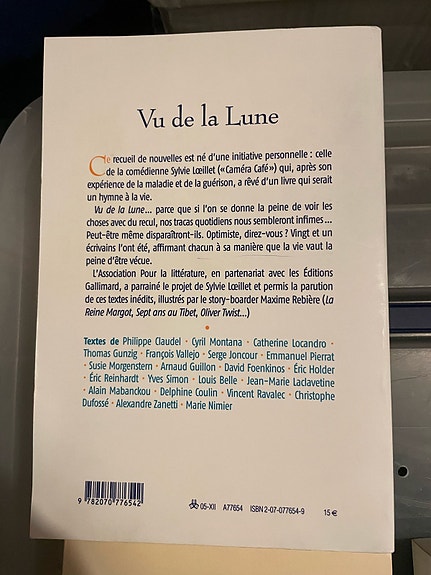 Vu de la Lune
Ce recueil de nouvelles est né d'une initiative personnelle : celle
de la comédienne Sylvie Lœillet (« Caméra Café ») qui, après son
expérience de la maladie et de la guérison, a rêvé d'un livre qui serait
un hymne à la vie.
Vu de la lune... parce que si l'on se donne la peine de voir les
choses avec du recul, nos tracas quotidiens nous sembleront infimes...
Peut-être même disparaîtront-ils. Optimiste, direz-vous ? Vingt et un
écrivains l'ont été, affirmant chacun à sa manière que la vie vaut la
peine d'être vécue.
L'Association Pour la littérature, en partenariat avec les Éditions
Gallimard, a parrainé le projet de Sylvie Lœillet et permis la parution
de ces textes inédits, illustrés par le story-boarder Maxime Rebière (La
Reine Margot, Sept ans au Tibet, Oliver Twist...)
Textes de Philippe Claudel • Cyril Montana • Catherine Locandro •
Thomas Gunzig • François Vallejo • Serge Joncour • Emmanuel Pierrat
• Susie Morgenstern • Arnaud Guillon • David Foenkinos • Éric Holder
• Éric Reinhardt • Yves Simon • Louis Belle • Jean-Marie Laclavetine
• Alain Mabanckou • Delphine Coulin • Vincent Ravalec • Christophe
Dufossé • Alexandre Zanetti • Marie Nimier
9 782070 776542
05-XII A77654 ISBN 2-07-077654-9 15 €